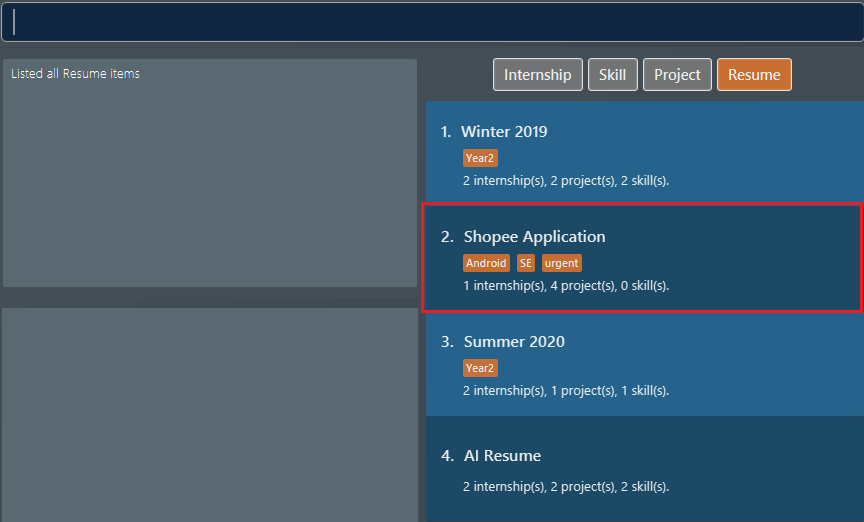 Listed all Resume items
Internship Skill Project Resume
1. Winter 2019
Year2
2 internship(s), 2 project(s), 2 skill(s).
2. Shopee Application
Android SE urgent
1 internship(s), 4 project(s), 0 skill(s).
3. Summer 2020
Year2
2 internship(s), 1 project(s), 1 skill(s).
4. AI Resume
2 internship(s), 2 project(s), 2 skill(s).